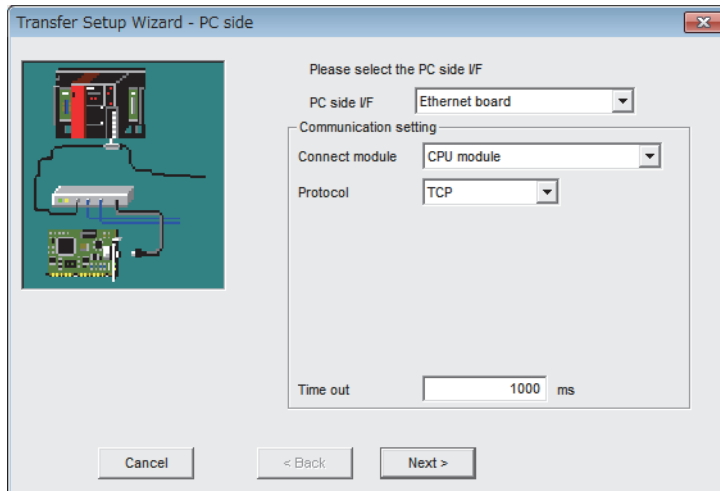 Transfer Setup Wizard - PC side
Please select the PC side I/F
PC side I/F Ethernet board
Communication setting
Connect module CPU module
Protocol TCP
Time out 1000 ms
Cancel < Back Next >